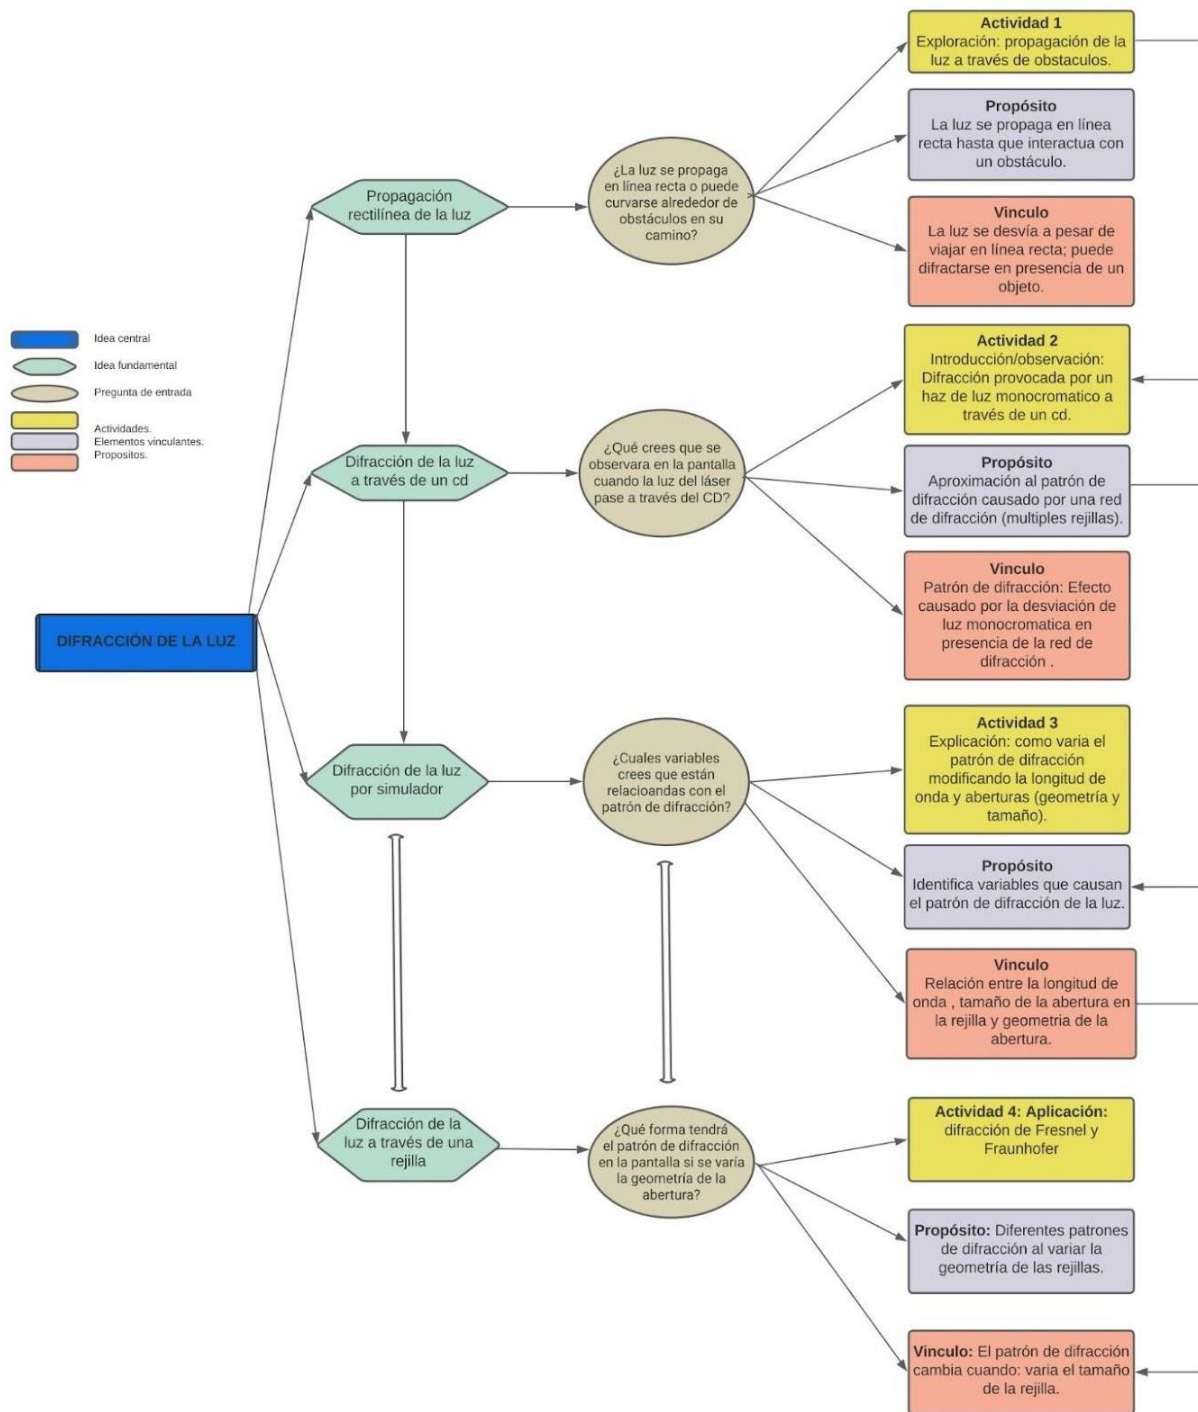 Actividad 1
Exploración: propagación de la
luz a través de obstaculos.
Propósito
La luz se propaga en línea
recta hasta que interactua con
un obstáculo.
Propagación
rectilínea de la luz
¿La luz se propaga
en línea recta o puede
curvarse alrededor de
obstáculos en su
camino?
Vinculo
La luz se desvía a pesar de
viajar en línea recta; puede
difractarse en presencia de un
objeto.
Idea central
Idea fundamental
Pregunta de entrada
Actividades.
Elementos vinculantes.
Propositos.
Actividad 2
Introducción/observación:
Difracción provocada por un
haz de luz monocromatico a
través de un cd.
Difracción de la luz
a través de un cd
¿Qué crees que se
observara en la pantalla
cuando la luz del láser
pase a través del CD?
Propósito
Aproximación al patrón de
difracción causado por una red
de difracción (multiples rejillas).
Vinculo
Patrón de difracción: Efecto
causado por la desviación de
luz monocromatica en
presencia de la red de
difracción .
DIFRACCIÓN DE LA LUZ
Actividad 3
Explicación: como varia el
patrón de difracción
modificando la longitud de
onda y aberturas (geometría y
tamaño).
Difracción de la luz
por simulador
¿Cuales variables
crees que están
relacioandas con el
patrón de difracción?
Propósito
Identifica variables que causan
el patrón de difracción de la luz.
Vinculo
Relación entre la longitud de
onda , tamaño de la abertura en
la rejilla y geometria de la
abertura.
Difracción de la
luz a través de una
rejilla
¿Qué forma tendrá
el patrón de difracción
en la pantalla si se varía
la geometría de la
abertura?
Actividad 4: Aplicación:
difracción de Fresnel y
Fraunhofer
Propósito: Diferentes patrones
de difracción al variar la
geometría de las rejillas.
Vinculo: El patrón de difracción
cambia cuando: varia el tamaño
de la rejilla.